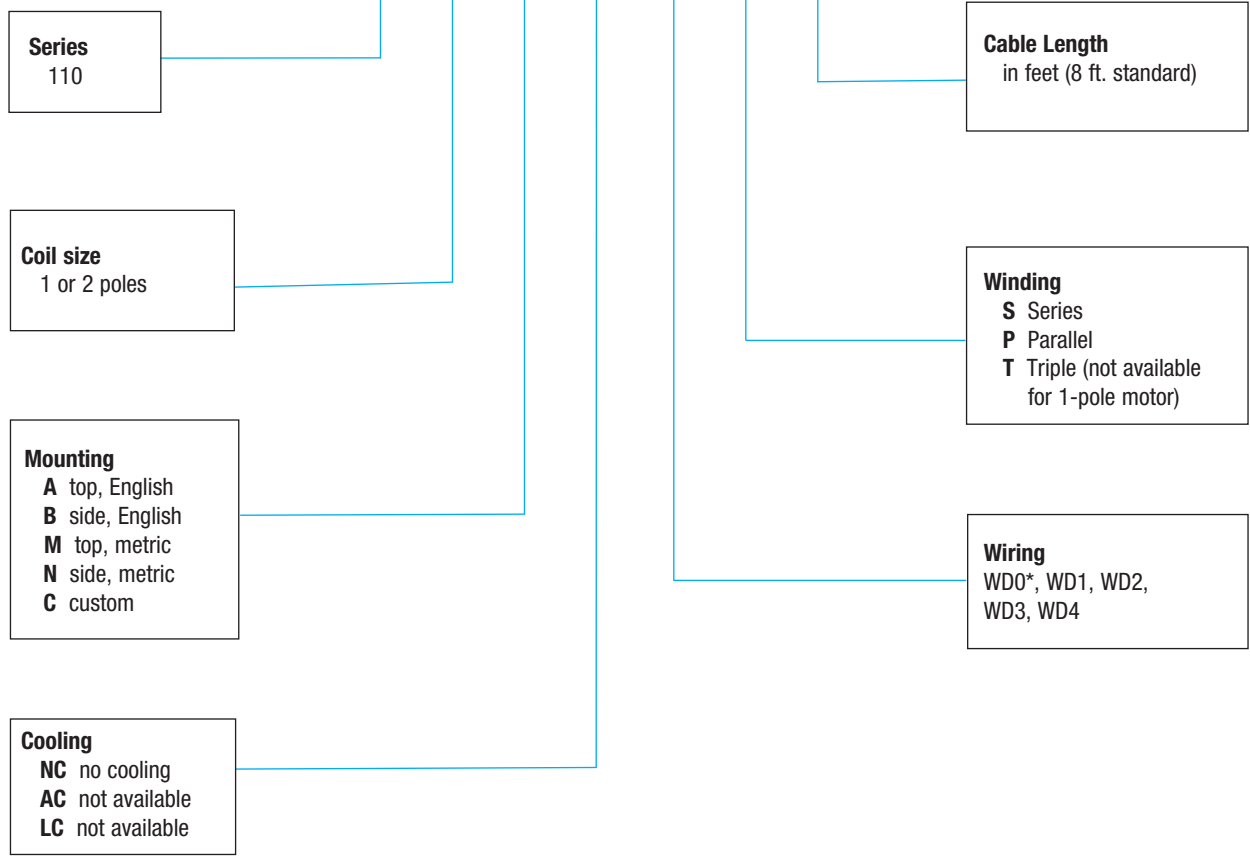 Series
110
Coil size
1 or 2 poles
Mounting
A top, English
B side, English
M top, metric
N side, metric
C custom
Cooling
NC no cooling
AC not available
LC not available
Cable Length
in feet (8 ft. standard)
Winding
S Series
P Parallel
T Triple (not available
for 1-pole motor)
Wiring
WD0*, WD1, WD2,
WD3, WD4